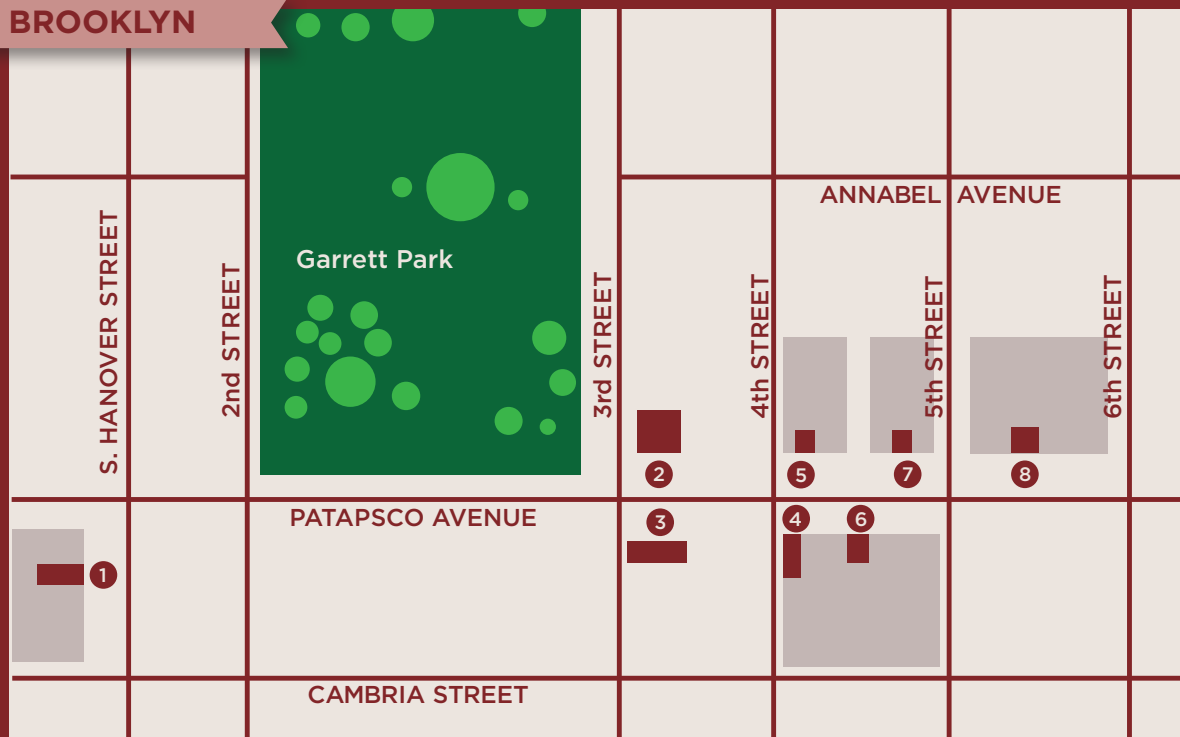 BROOKLYN
ANNABEL AVENUE
S. HANOVER STREET
2nd STREET
Garrett Park
3rd STREET
4th STREET
5th STREET
6th STREET
2
5
7
8
PATAPSCO AVENUE
3
4
6
1
CAMBRIA STREET